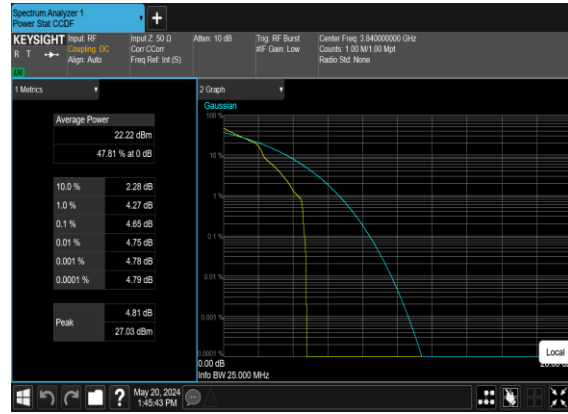 Spectrum Analyzer 1
Power Stat CCDF
KEYSIGHT
R T
LW
Input: RF
Coupling: DC
Align: Auto
Input Z: 50 Ω
Corr CCorr
Freq Ref: Int (S)
Atten: 10 dB
Trig: RF Burst
#IF Gain: Low
Center Freq: 3.840000000 GHz
Counts: 1.00 M/1.00 Mpt
Radio Std: None
1 Metrics
Average Power
22.22 dBm
47.81 % at 0 dB
10.0 % 2.28 dB
1.0 % 4.27 dB
0.1 % 4.65 dB
0.01 % 4.75 dB
0.001 % 4.78 dB
0.0001 % 4.79 dB
Peak
4.81 dB
27.03 dBm
2 Graph
Gaussian
100 %
10 %
1 %
0.1 %
0.01 %
0.001 %
0.0001 %
0.00 dB
Info BW 25.000 MHz
Local
May 20, 2024
1:45:43 PM